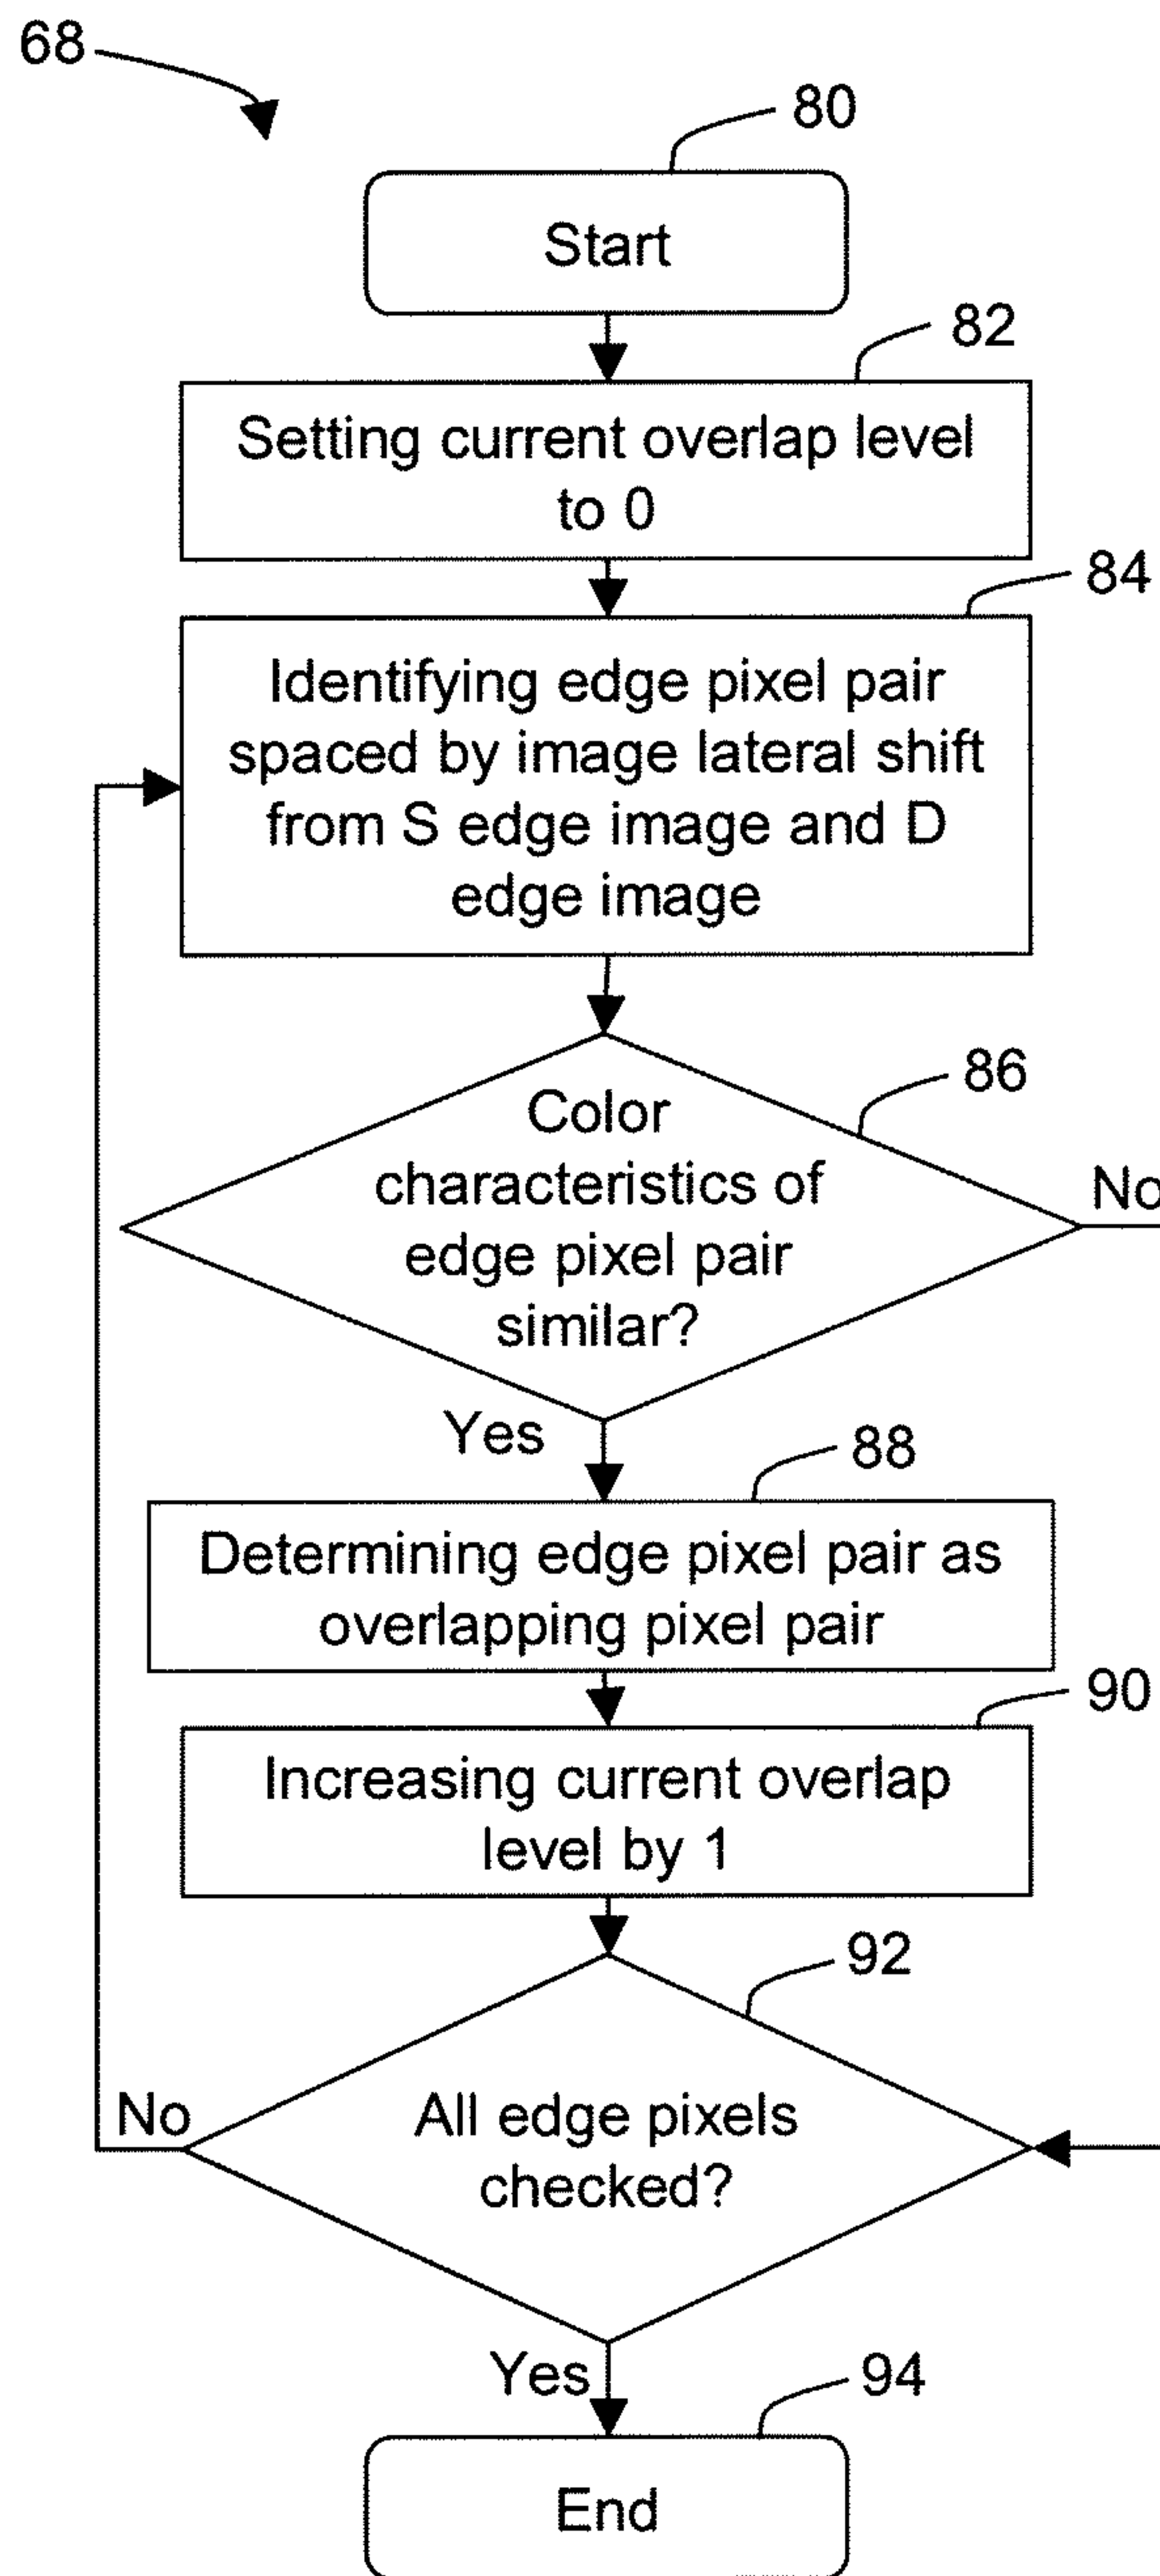 68
80
Start
82
Setting current overlap level
to 0
84
Identifying edge pixel pair
spaced by image lateral shift
from S edge image and D
edge image
86
Color
characteristics of
edge pixel pair
similar?
No
Yes
88
Determining edge pixel pair as
overlapping pixel pair
90
Increasing current overlap
level by 1
92
All edge pixels
checked?
No
Yes
94
End